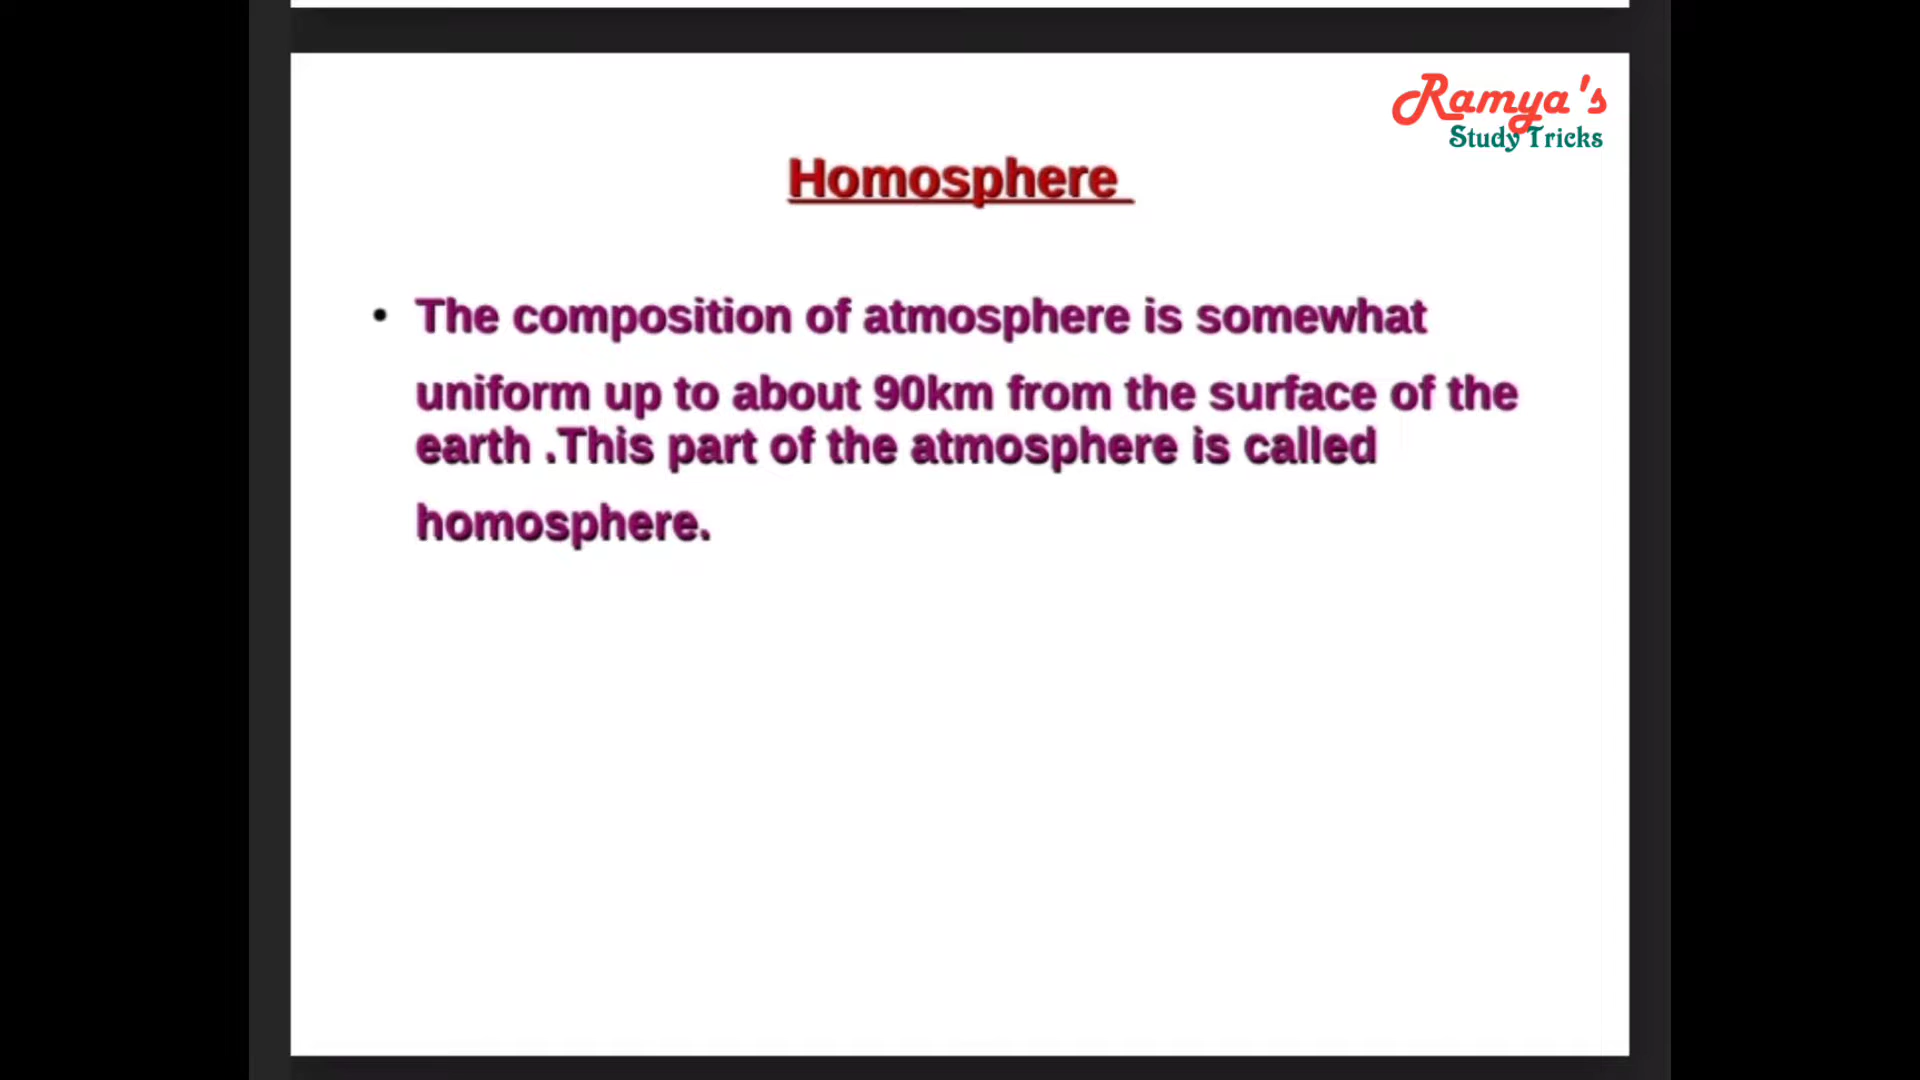 Ramya's
Study Tricks
Homosphere
• The composition of atmosphere is somewhat
uniform up to about 90km from the surface of the
earth .This part of the atmosphere is called
homosphere.